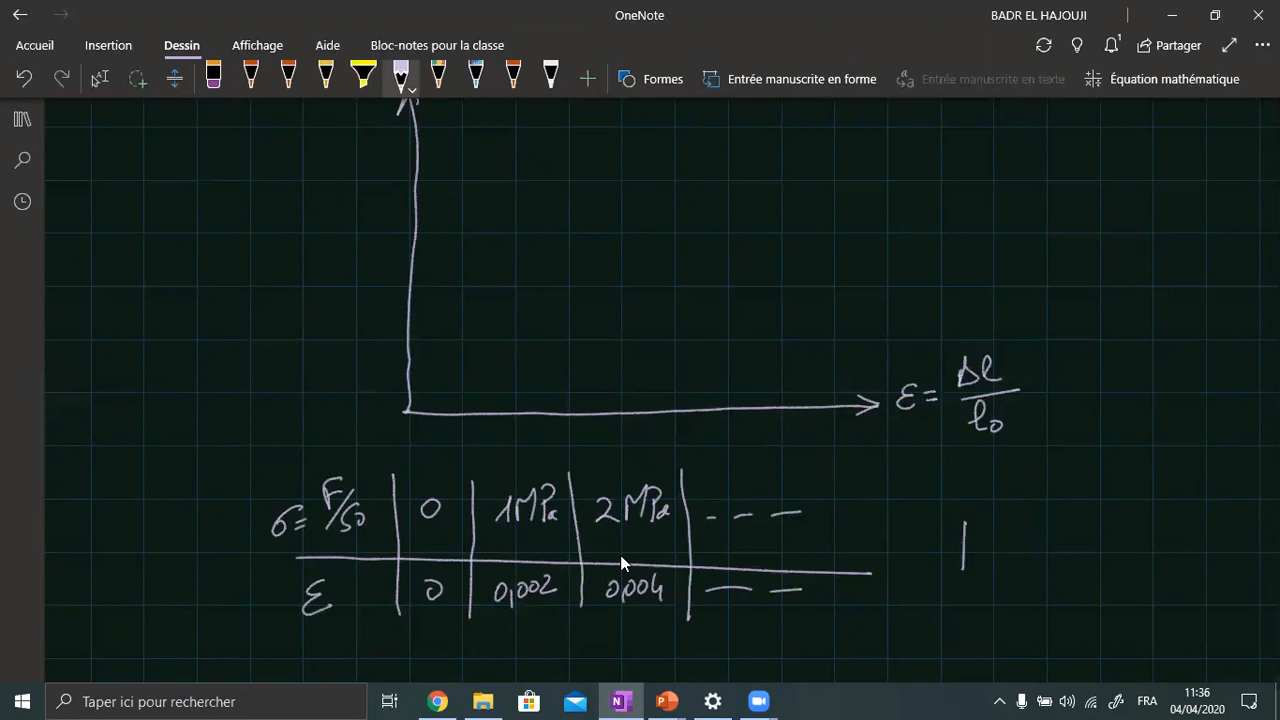 OneNote
BADR EL HAJOUJI
Accueil Insertion Dessin Affichage Aide Bloc-notes pour la classe
Partager
Formes Entrée manuscrite en forme Entrée manuscrite en texte Équation mathématique
ε = Δl / l₀
σ = F/S₀ | 0 | 1MPa | 2MPa | - - -
ε | 0 | 0,002 | 0,004 | — —
|
Taper ici pour rechercher
FRA
11:36
04/04/2020